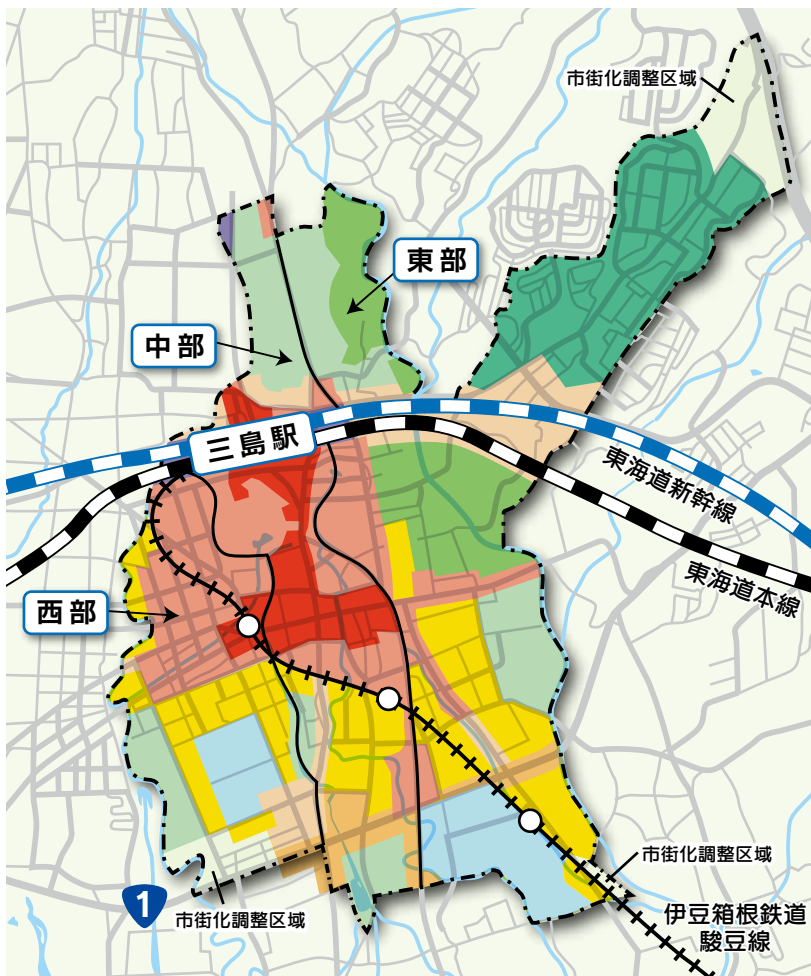 市街化調整区域
東部
中部
三島駅
東海道新幹線
東海道本線
西部
市街化調整区域
1
市街化調整区域
伊豆箱根鉄道
駿豆線